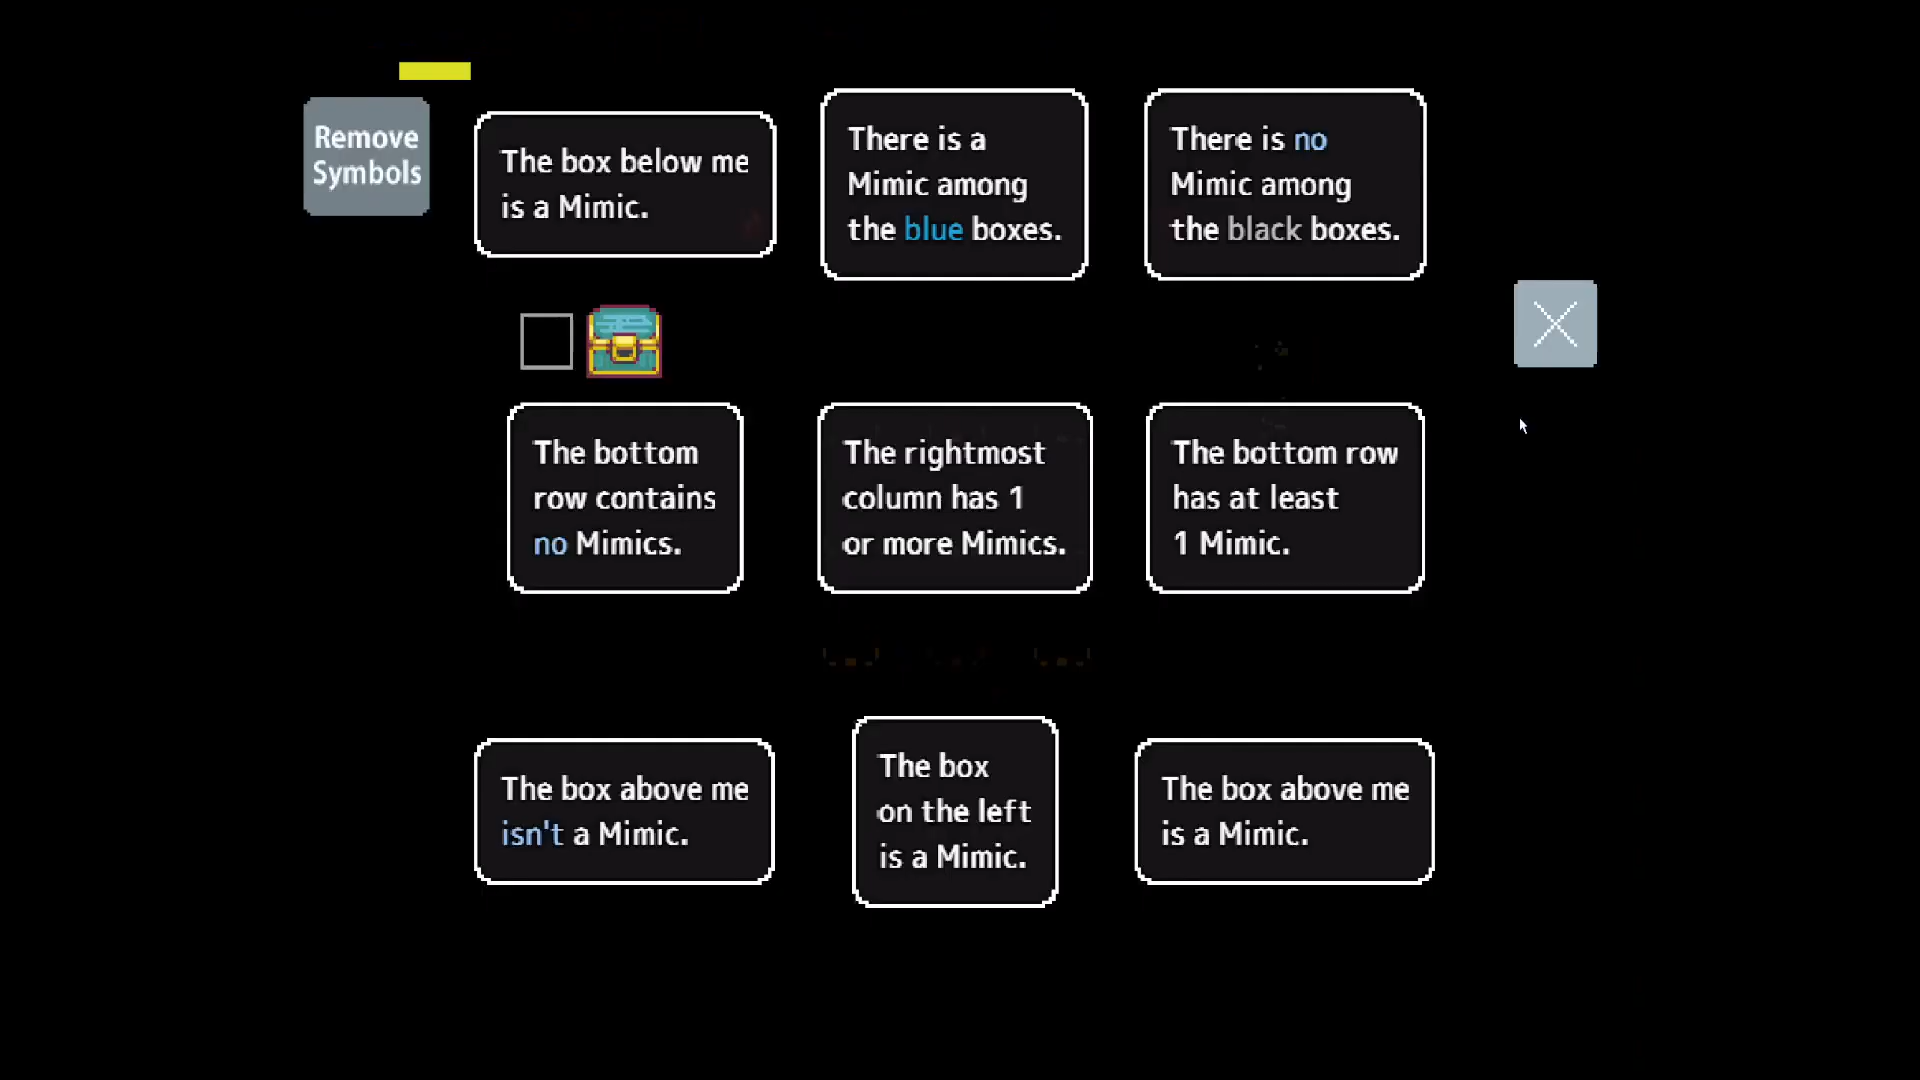 Remove
Symbols
The box below me
is a Mimic.
There is a
Mimic among
the blue boxes.
There is no
Mimic among
the black boxes.
The bottom
row contains
no Mimics.
The rightmost
column has 1
or more Mimics.
The bottom row
has at least
1 Mimic.
The box above me
isn't a Mimic.
The box
on the left
is a Mimic.
The box above me
is a Mimic.